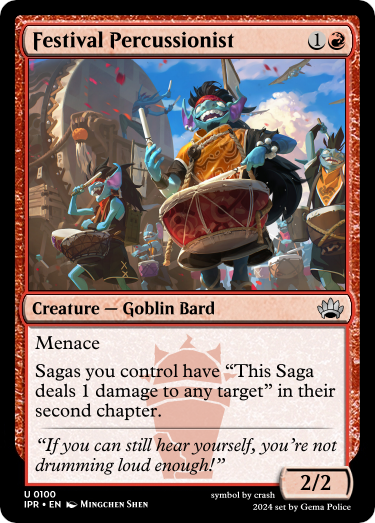 Festival Percussionist 1
Creature — Goblin Bard
Menace
Sagas you control have “This Saga
deals 1 damage to any target” in their
second chapter.
“If you can still hear yourself, you’re not
drumming loud enough!”
2/2
U 0100
IPR • EN Mingchen Shen
symbol by crash
2024 set by Gema Police